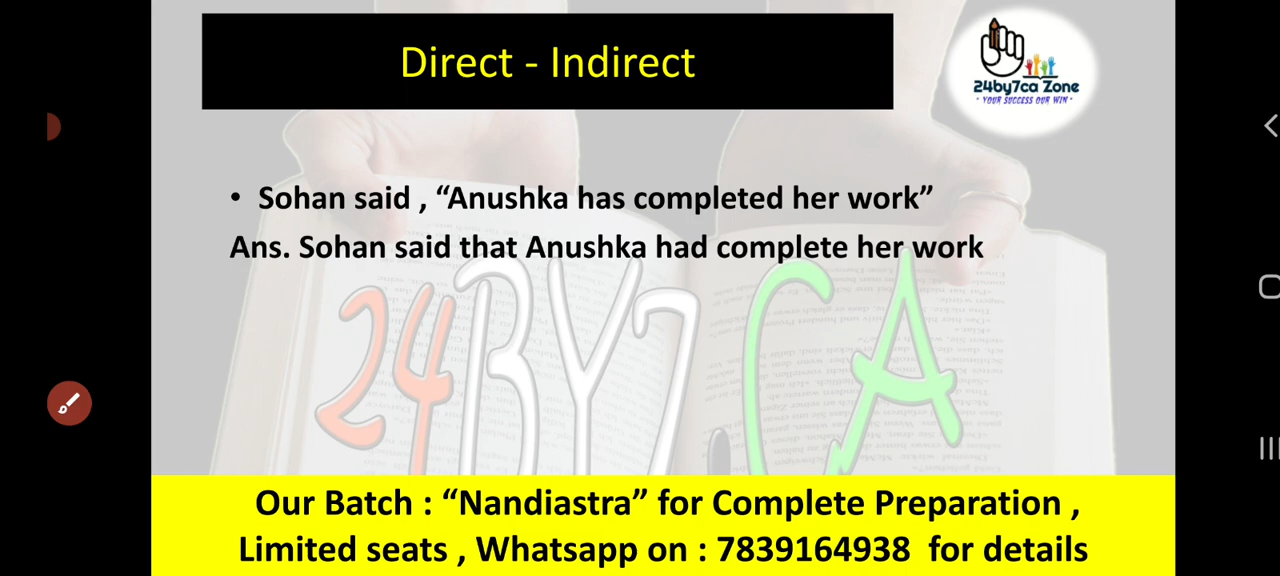 Direct - Indirect
24by7ca Zone
- YOUR SUCCESS OUR WIN -
• Sohan said , “Anushka has completed her work”
Ans. Sohan said that Anushka had complete her work
24BY7.CA
Our Batch : “Nandiastra” for Complete Preparation ,
Limited seats , Whatsapp on : 7839164938 for details